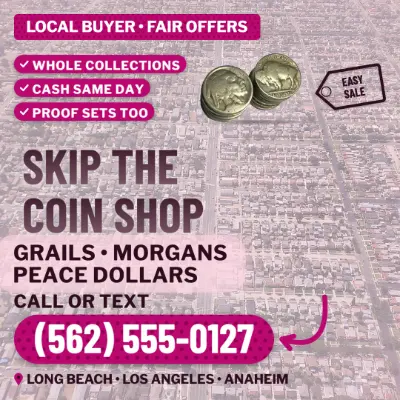 LOCAL BUYER • FAIR OFFERS
✓ WHOLE COLLECTIONS
✓ CASH SAME DAY
✓ PROOF SETS TOO
EASY
SALE
SKIP THE
COIN SHOP
GRAILS • MORGANS
PEACE DOLLARS
CALL OR TEXT
(562) 555-0127
LONG BEACH • LOS ANGELES • ANAHEIM